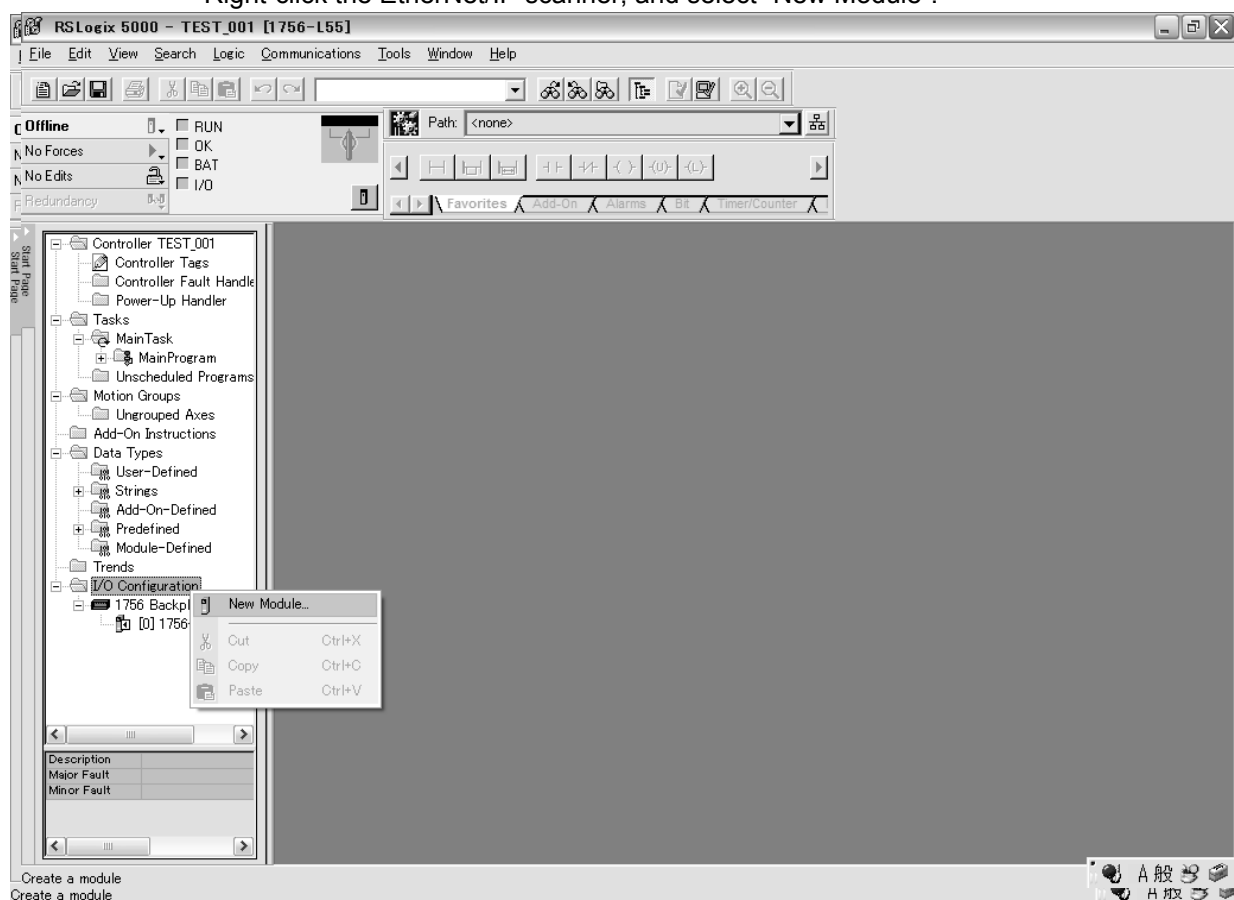 Right-click the EtherNet/IP scanner, and select "New Module".
RSLogix 5000 - TEST_001 [1756-L55]
File Edit View Search Logic Communications Tools Window Help
Offline
RUN
No Forces
OK
No Edits
BAT
Redundancy
I/O
Path: <none>
Favorites Add-On Alarms Bit Timer/Counter
Start Page
Start Page
Controller TEST_001
Controller Tags
Controller Fault Handle
Power-Up Handler
Tasks
MainTask
MainProgram
Unscheduled Programs
Motion Groups
Ungrouped Axes
Add-On Instructions
Data Types
User-Defined
Strings
Add-On-Defined
Predefined
Module-Defined
Trends
I/O Configuration
1756 Backpl
[0] 1756-
New Module...
Cut Ctrl+X
Copy Ctrl+C
Paste Ctrl+V
Description
Major Fault
Minor Fault
Create a module
Create a module
A 般
A 般